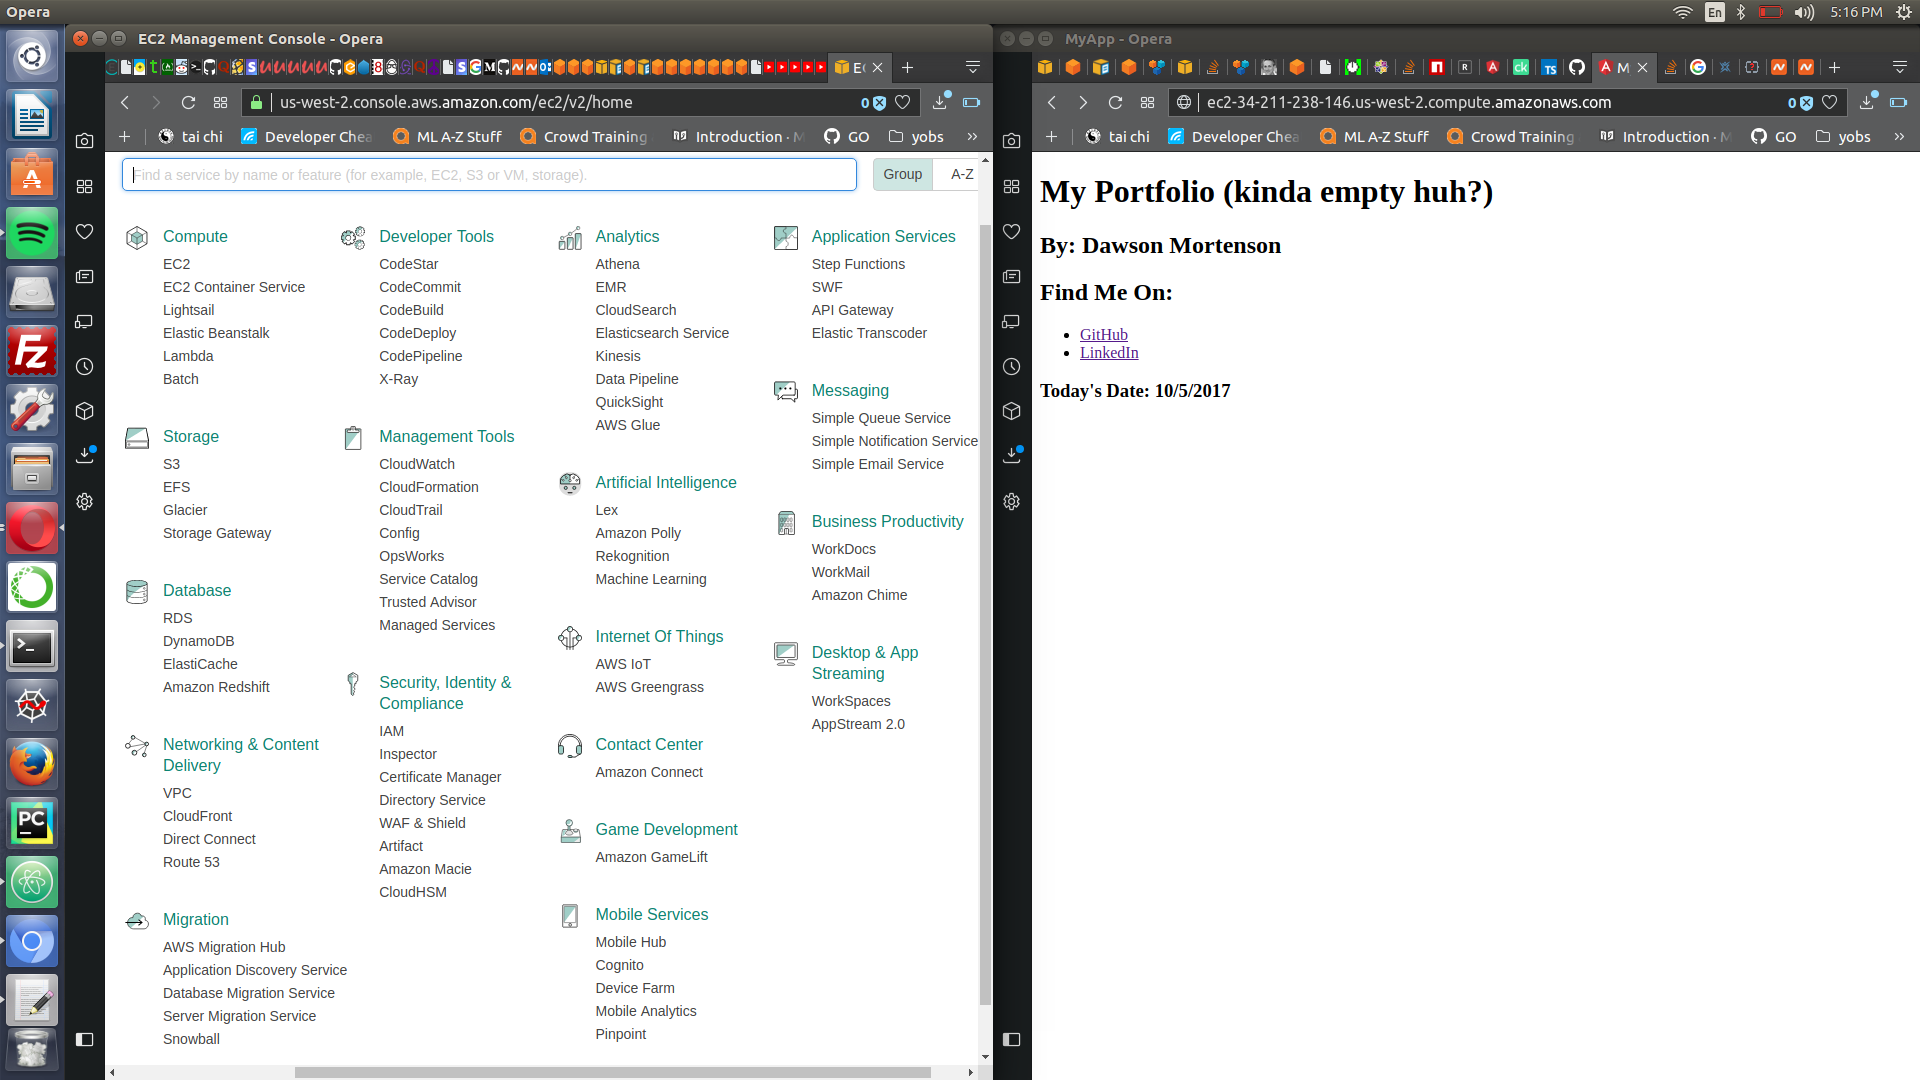 Opera
En
5:16 PM
EC2 Management Console - Opera
us-west-2.console.aws.amazon.com/ec2/v2/home
0
tai chi
Developer Chea
ML A-Z Stuff
Crowd Training
Introduction · M
GO
yobs
Find a service by name or feature (for example, EC2, S3 or VM, storage).
Group
A-Z
Compute
EC2
EC2 Container Service
Lightsail
Elastic Beanstalk
Lambda
Batch
Storage
S3
EFS
Glacier
Storage Gateway
Database
RDS
DynamoDB
ElastiCache
Amazon Redshift
Networking & Content
Delivery
VPC
CloudFront
Direct Connect
Route 53
Migration
AWS Migration Hub
Application Discovery Service
Database Migration Service
Server Migration Service
Snowball
Developer Tools
CodeStar
CodeCommit
CodeBuild
CodeDeploy
CodePipeline
X-Ray
Management Tools
CloudWatch
CloudFormation
CloudTrail
Config
OpsWorks
Service Catalog
Trusted Advisor
Managed Services
Security, Identity &
Compliance
IAM
Inspector
Certificate Manager
Directory Service
WAF & Shield
Artifact
Amazon Macie
CloudHSM
Analytics
Athena
EMR
CloudSearch
Elasticsearch Service
Kinesis
Data Pipeline
QuickSight
AWS Glue
Artificial Intelligence
Lex
Amazon Polly
Rekognition
Machine Learning
Internet Of Things
AWS IoT
AWS Greengrass
Contact Center
Amazon Connect
Game Development
Amazon GameLift
Mobile Services
Mobile Hub
Cognito
Device Farm
Mobile Analytics
Pinpoint
Application Services
Step Functions
SWF
API Gateway
Elastic Transcoder
Messaging
Simple Queue Service
Simple Notification Service
Simple Email Service
Business Productivity
WorkDocs
WorkMail
Amazon Chime
Desktop & App
Streaming
WorkSpaces
AppStream 2.0
MyApp - Opera
M
ec2-34-211-238-146.us-west-2.compute.amazonaws.com
0
tai chi
Developer Chea
ML A-Z Stuff
Crowd Training
Introduction · M
GO
yobs
My Portfolio (kinda empty huh?)
By: Dawson Mortenson
Find Me On:
GitHub
LinkedIn
Today's Date: 10/5/2017